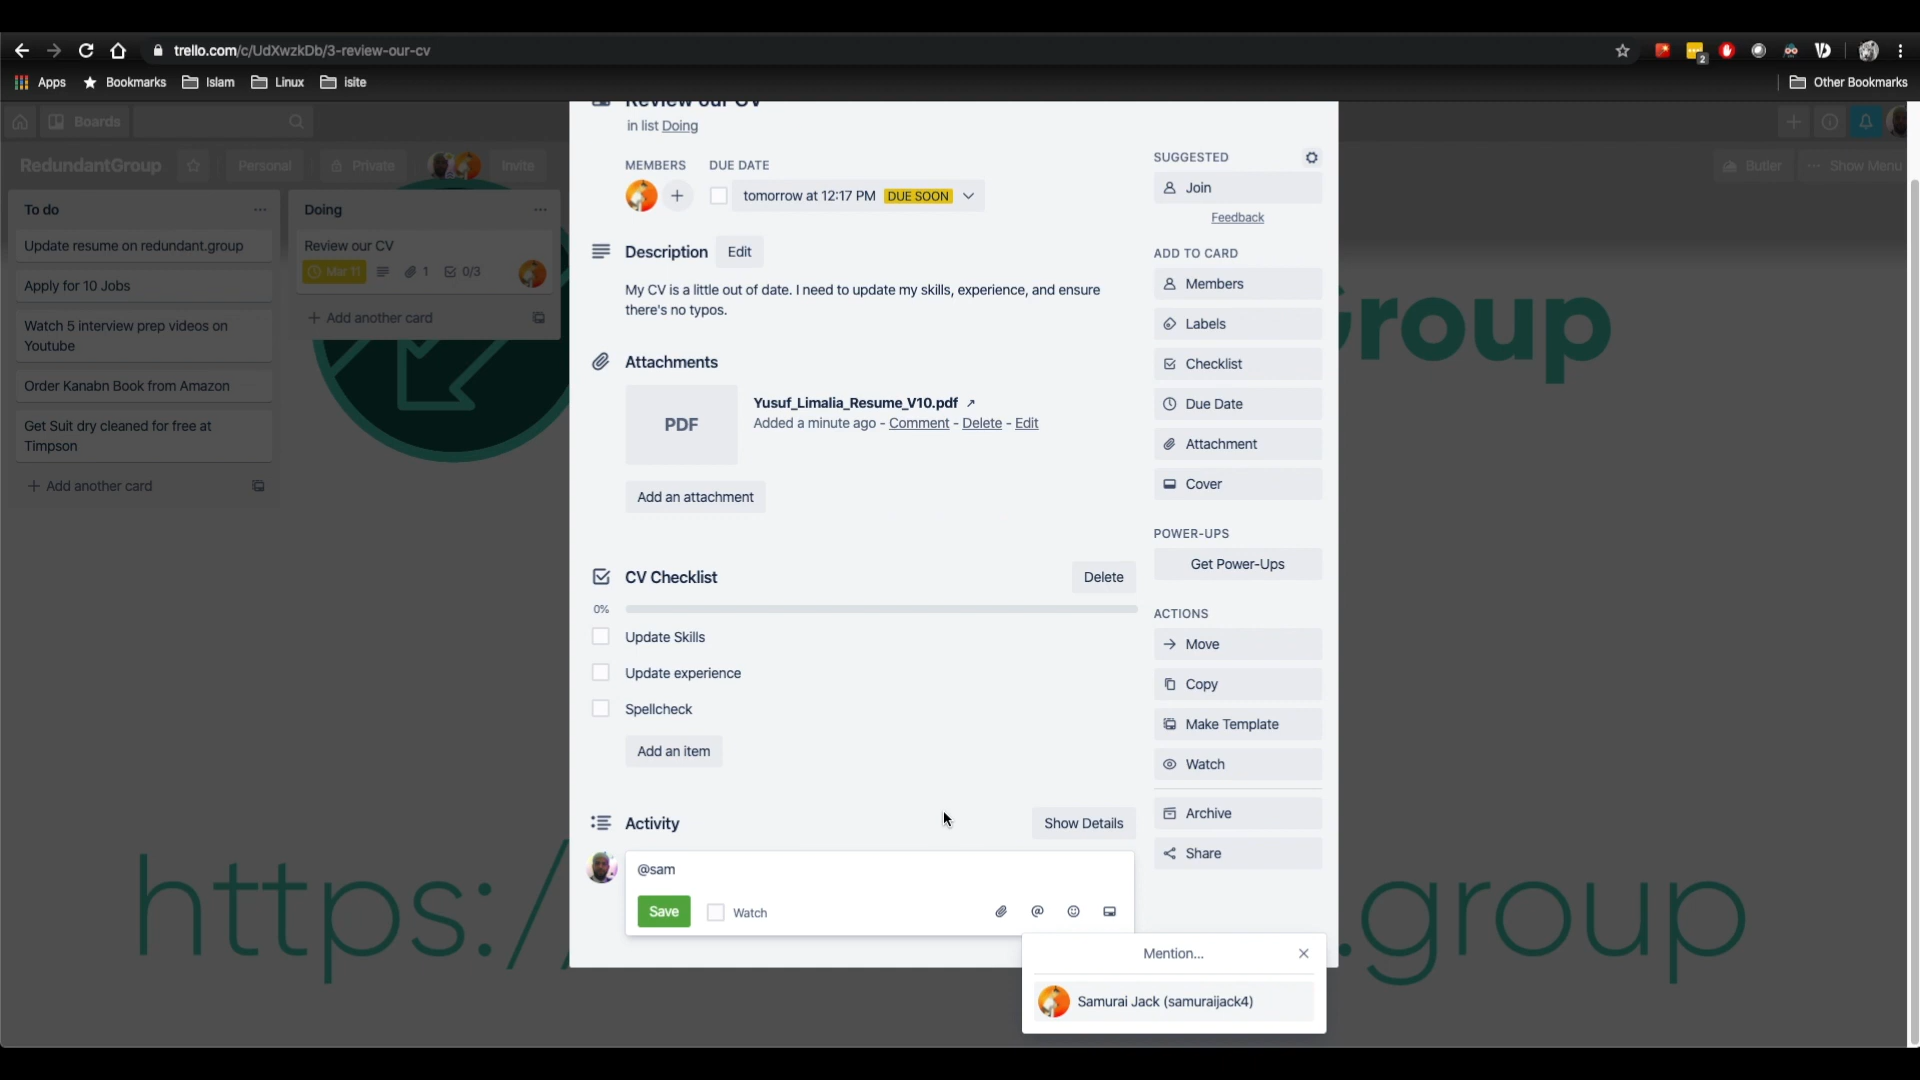 trello.com/c/UdXwzkDb/3-review-our-cv
2
Apps Bookmarks Islam Linux isite Other Bookmarks
Boards
RedundantGroup Personal Private Invite Butler Show Menu
To do
Update resume on redundant.group
Apply for 10 Jobs
Watch 5 interview prep videos on
Youtube
Order Kanabn Book from Amazon
Get Suit dry cleaned for free at
Timpson
+ Add another card
Doing
Review our CV
Mar 11 1 0/3
+ Add another card
Review our CV
in list Doing
MEMBERS DUE DATE
tomorrow at 12:17 PM DUE SOON
Description Edit
My CV is a little out of date. I need to update my skills, experience, and ensure
there's no typos.
Attachments
PDF
Yusuf_Limalia_Resume_V10.pdf ↗
Added a minute ago - Comment - Delete - Edit
Add an attachment
CV Checklist Delete
0%
Update Skills
Update experience
Spellcheck
Add an item
Activity Show Details
@sam
Save Watch
Mention...
Samurai Jack (samuraijack4)
SUGGESTED
Join
Feedback
ADD TO CARD
Members
Labels
Checklist
Due Date
Attachment
Cover
POWER-UPS
Get Power-Ups
ACTIONS
Move
Copy
Make Template
Watch
Archive
Share
Group
https:/ .group